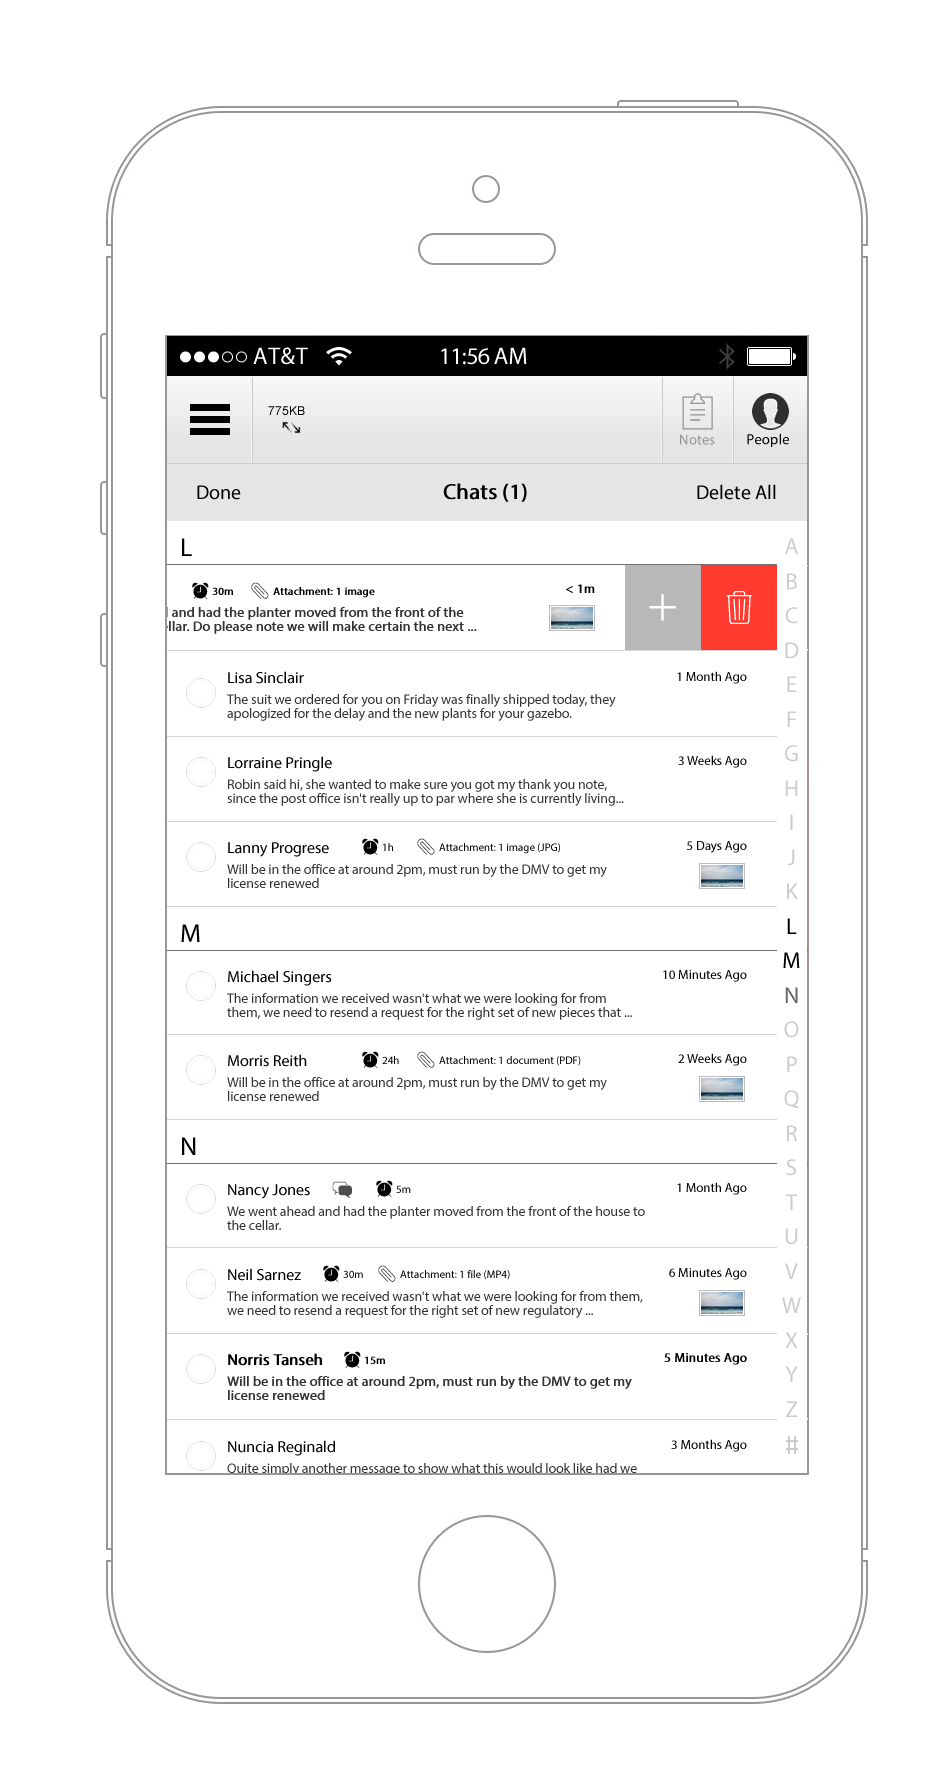 AT&T 11:56 AM
775KB
Notes People
Done Chats (1) Delete All
L
30m Attachment: 1 image < 1m
and had the planter moved from the front of the
llar. Do please note we will make certain the next ...
Lisa Sinclair 1 Month Ago
The suit we ordered for you on Friday was finally shipped today, they
apologized for the delay and the new plants for your gazebo.
Lorraine Pringle 3 Weeks Ago
Robin said hi, she wanted to make sure you got my thank you note,
since the post office isn't really up to par where she is currently living...
Lanny Progrese 1h Attachment: 1 image (JPG) 5 Days Ago
Will be in the office at around 2pm, must run by the DMV to get my
license renewed
M
Michael Singers 10 Minutes Ago
The information we received wasn't what we were looking for from
them, we need to resend a request for the right set of new pieces that ...
Morris Reith 24h Attachment: 1 document (PDF) 2 Weeks Ago
Will be in the office at around 2pm, must run by the DMV to get my
license renewed
N
Nancy Jones 5m 1 Month Ago
We went ahead and had the planter moved from the front of the house to
the cellar.
Neil Sarnez 30m Attachment: 1 file (MP4) 6 Minutes Ago
The information we received wasn't what we were looking for from them,
we need to resend a request for the right set of new regulatory ...
Norris Tanseh 15m 5 Minutes Ago
Will be in the office at around 2pm, must run by the DMV to get my
license renewed
Nuncia Reginald 3 Months Ago
Quite simply another message to show what this would look like had we
A
B
C
D
E
F
G
H
I
J
K
L
M
N
O
P
Q
R
S
T
U
V
W
X
Y
Z
#